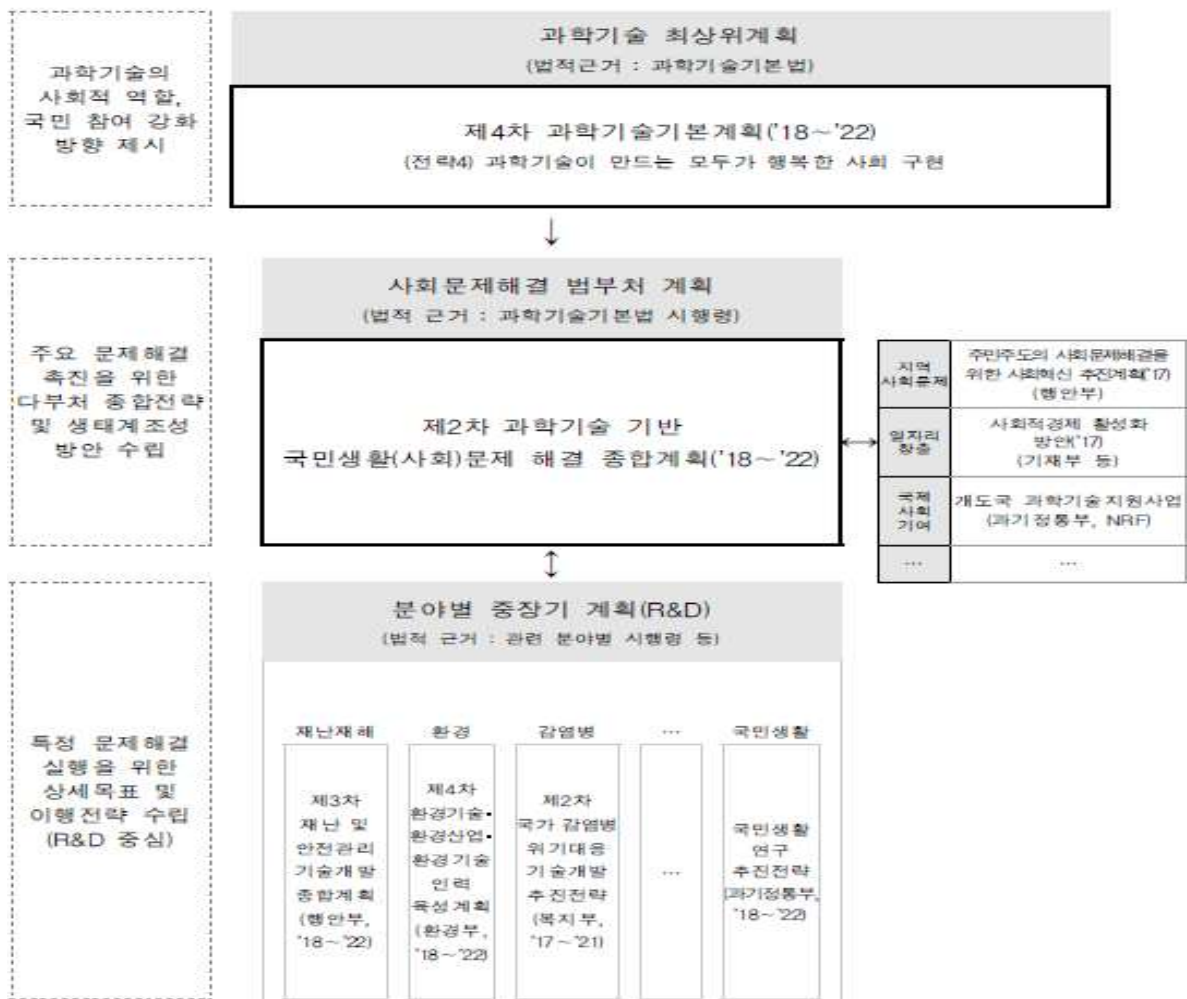 과학기술의
사회적 역할,
국민 참여 강화
방향 제시
과학기술 최상위계획
(법적근거 : 과학기술기본법)
제4차 과학기술기본계획('18~'22)
(전략4) 과학기술이 만드는 모두가 행복한 사회 구현
↓
주요 문제해결
촉진을 위한
다부처 종합전략
및 생태계조성
방안 수립
사회문제해결 범부처 계획
(법적 근거 : 과학기술기본법 시행령)
제2차 과학기술 기반
국민생활(사회)문제 해결 종합계획('18~'22)
↔
지역
사회문제
주민주도의 사회문제해결을
위한 사회혁신 추진계획('17)
(행안부)
일자리
창출
사회적경제 활성화
방안('17)
(기재부 등)
국제
사회
기여
개도국 과학기술지원사업
(과기정통부, NRF)
…
…
↕
특정 문제해결
실행을 위한
상세목표 및
이행전략 수립
(R&D 중심)
분야별 중장기 계획(R&D)
(법적 근거 : 관련 분야별 시행령 등)
재난재해
제3차
재난 및
안전관리
기술개발
종합계획
(행안부,
'18~'22)
환경
제4차
환경기술·
환경산업·
환경기술
인력
육성계획
(환경부,
'18~'22)
감염병
제2차
국가 감염병
위기대응
기술개발
추진전략
(복지부,
'17~'21)
…
…
국민생활
국민생활
연구
추진전략
(과기정통부,
'18~'22)